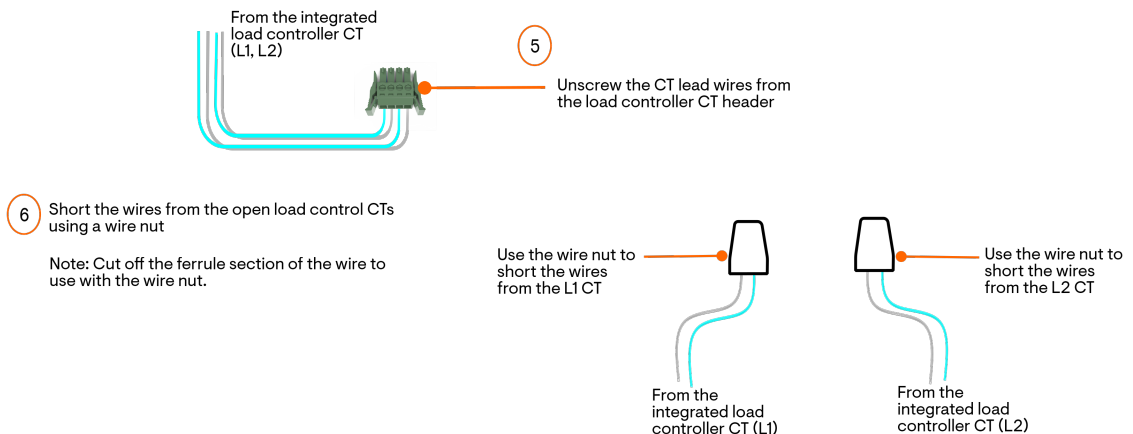 From the integrated
load controller CT
(L1, L2)
5
Unscrew the CT lead wires from
the load controller CT header
6
Short the wires from the open load control CTs
using a wire nut
Note: Cut off the ferrule section of the wire to
use with the wire nut.
Use the wire nut to
short the wires
from the L1 CT
Use the wire nut to
short the wires
from the L2 CT
From the
integrated load
controller CT (L1)
From the
integrated load
controller CT (L2)